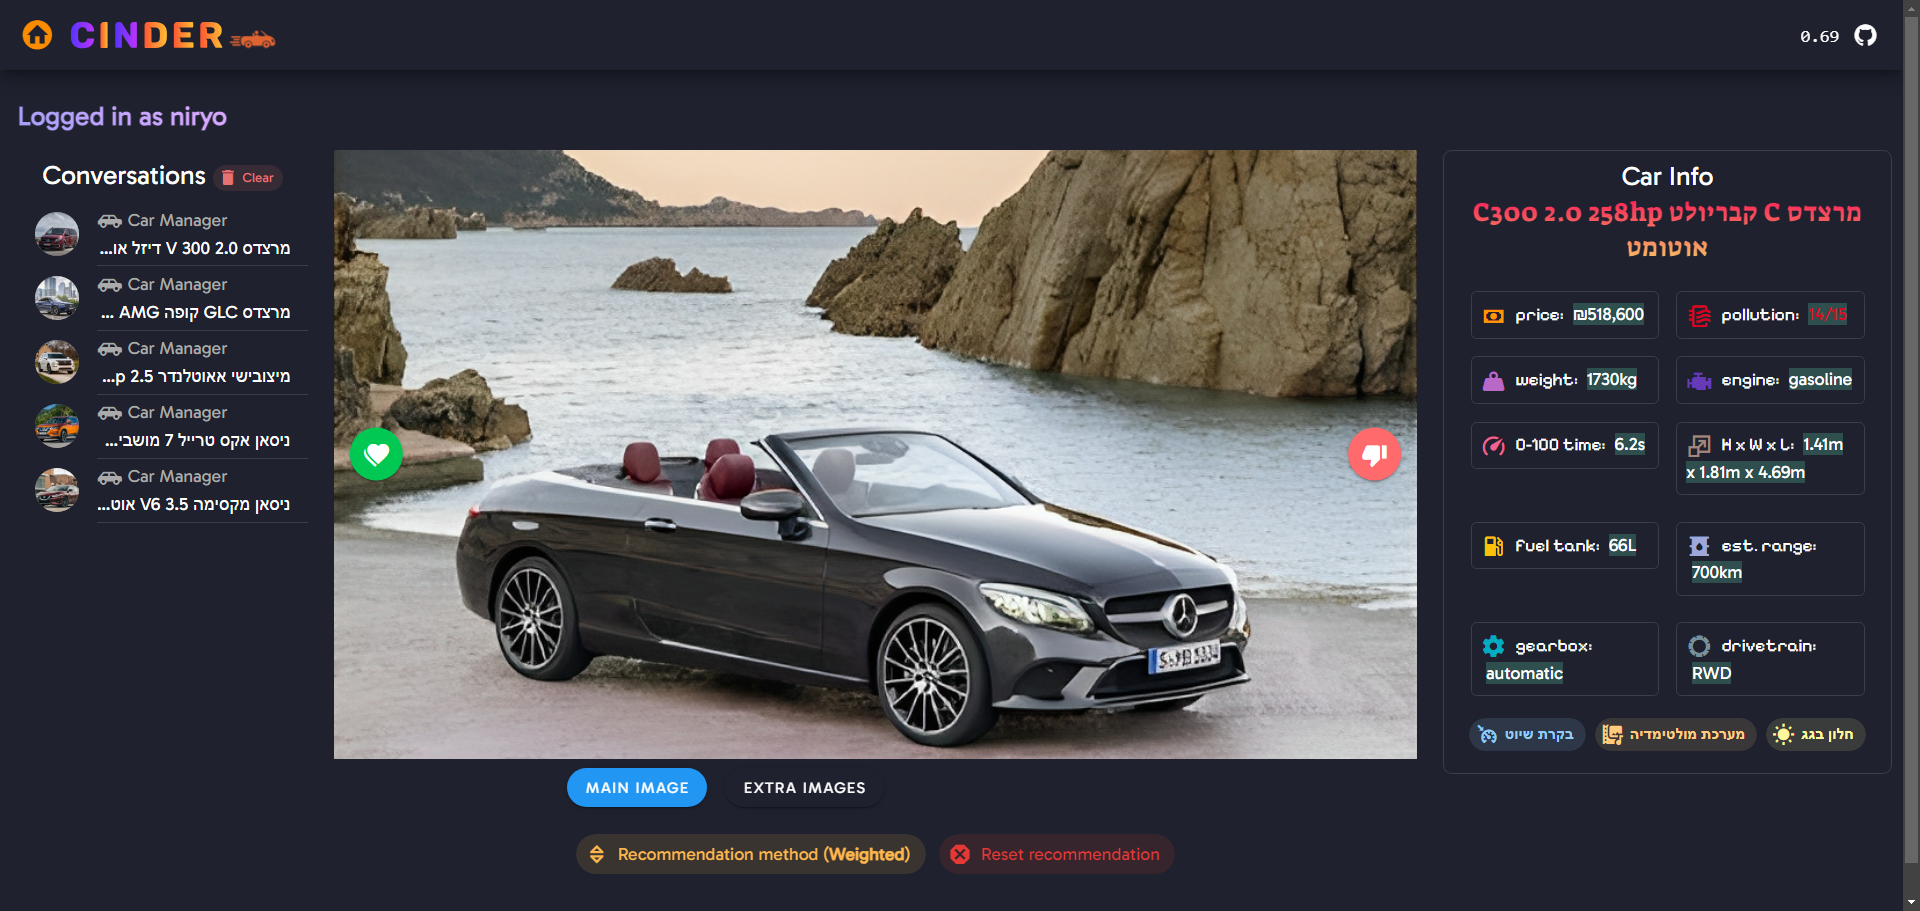 CINDER
0.69
Logged in as niryo
Conversations
Clear
Car Manager
מרצדס V 300 2.0 דיזל או...
Car Manager
מרצדס GLC קופה AMG ...
Car Manager
מיצובישי אאוטלנדר 2.5 p...
Car Manager
ניסאן אקס טרייל 7 מושבי...
Car Manager
ניסאן מקסימה V6 3.5 אוט...
MAIN IMAGE
EXTRA IMAGES
Recommendation method (Weighted)
Reset recommendation
Car Info
מרצדס C קבריולט C300 2.0 258hp
אוטומט
price: ₪518,600
pollution: 14/15
weight: 1730kg
engine: gasoline
0-100 time: 6.2s
H x W x L: 1.41m
x 1.81m x 4.69m
fuel tank: 66L
est. range:
700km
gearbox:
automatic
drivetrain:
RWD
בקרת שיוט
מערכת מולטימדיה
חלון בגג